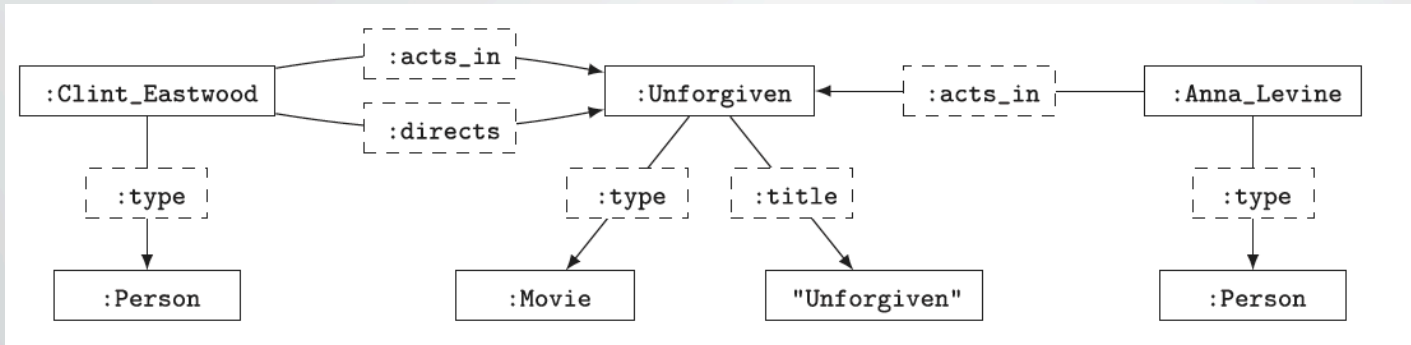 :acts_in
:Clint_Eastwood
:directs
:Unforgiven
:acts_in
:Anna_Levine
:type
:type
:title
:type
:Person
:Movie
"Unforgiven"
:Person